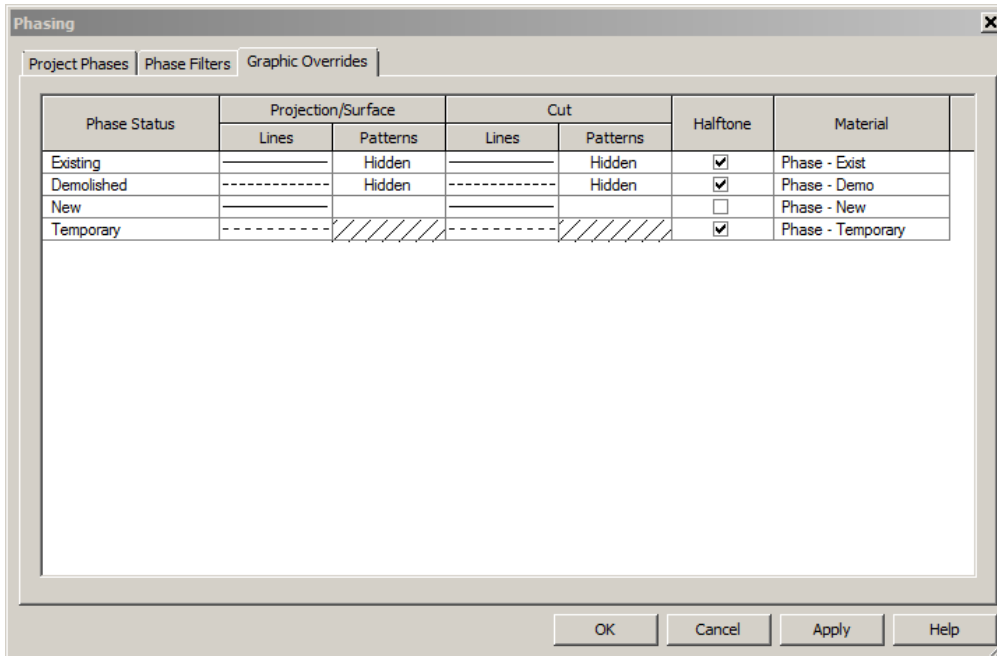 Phasing
Project Phases Phase Filters Graphic Overrides
Phase Status Projection/Surface Cut Halftone Material
Lines Patterns Lines Patterns
Existing Hidden Hidden Phase - Exist
Demolished Hidden Hidden Phase - Demo
New Phase - New
Temporary Phase - Temporary
OK Cancel Apply Help